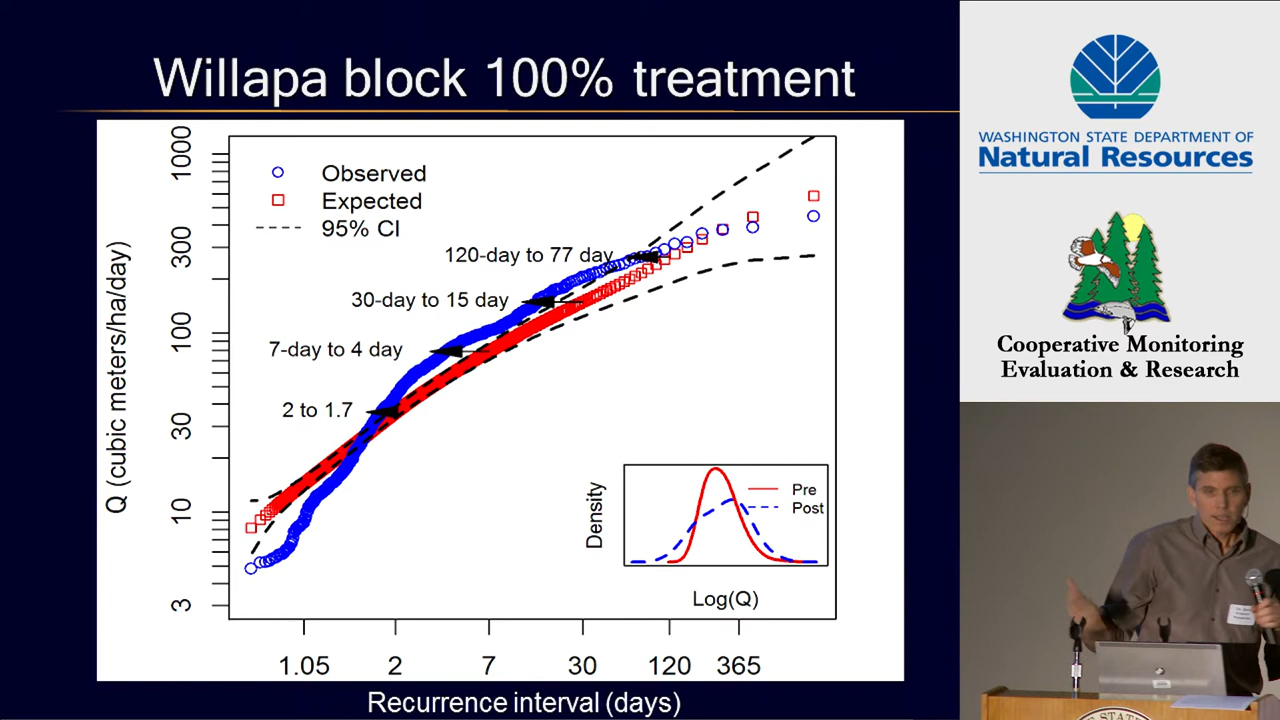 Willapa block 100% treatment
Observed
Expected
95% CI
120-day to 77 day
30-day to 15 day
7-day to 4 day
2 to 1.7
Q (cubic meters/ha/day)
1000
300
100
30
10
3
1.05
2
7
30
120
365
Recurrence interval (days)
Density
Pre
Post
Log(Q)
WASHINGTON STATE DEPARTMENT OF
Natural Resources
Cooperative Monitoring
Evaluation & Research